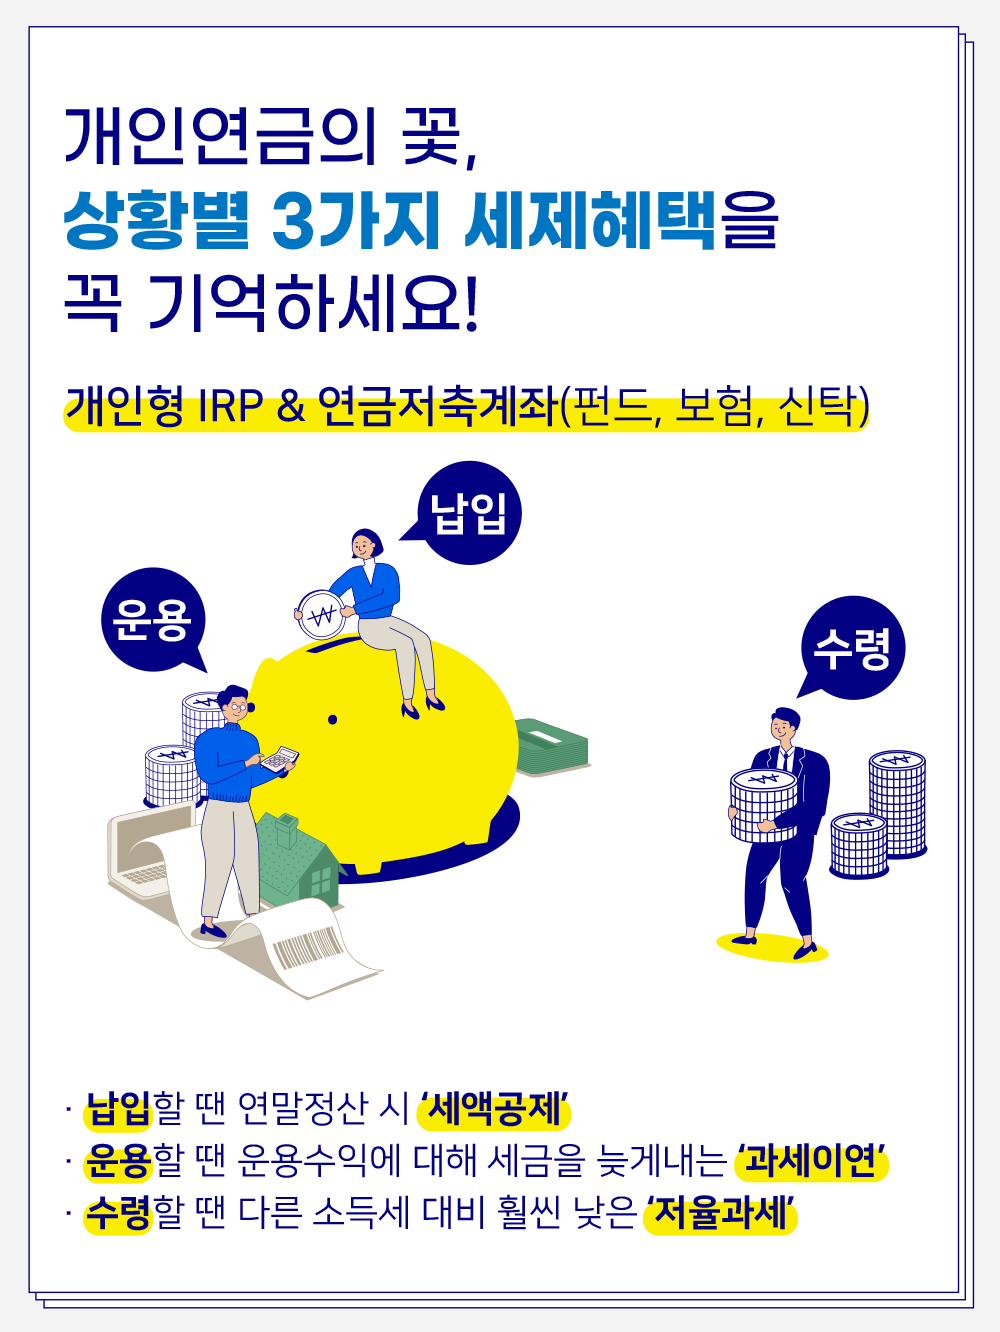 개인연금의 꽃,
상황별 3가지 세제혜택을
꼭 기억하세요!
개인형 IRP & 연금저축계좌(펀드, 보험, 신탁)
납입
운용
수령
· 납입할 땐 연말정산 시 ‘세액공제’
· 운용할 땐 운용수익에 대해 세금을 늦게내는 ‘과세이연’
· 수령할 땐 다른 소득세 대비 훨씬 낮은 ‘저율과세’